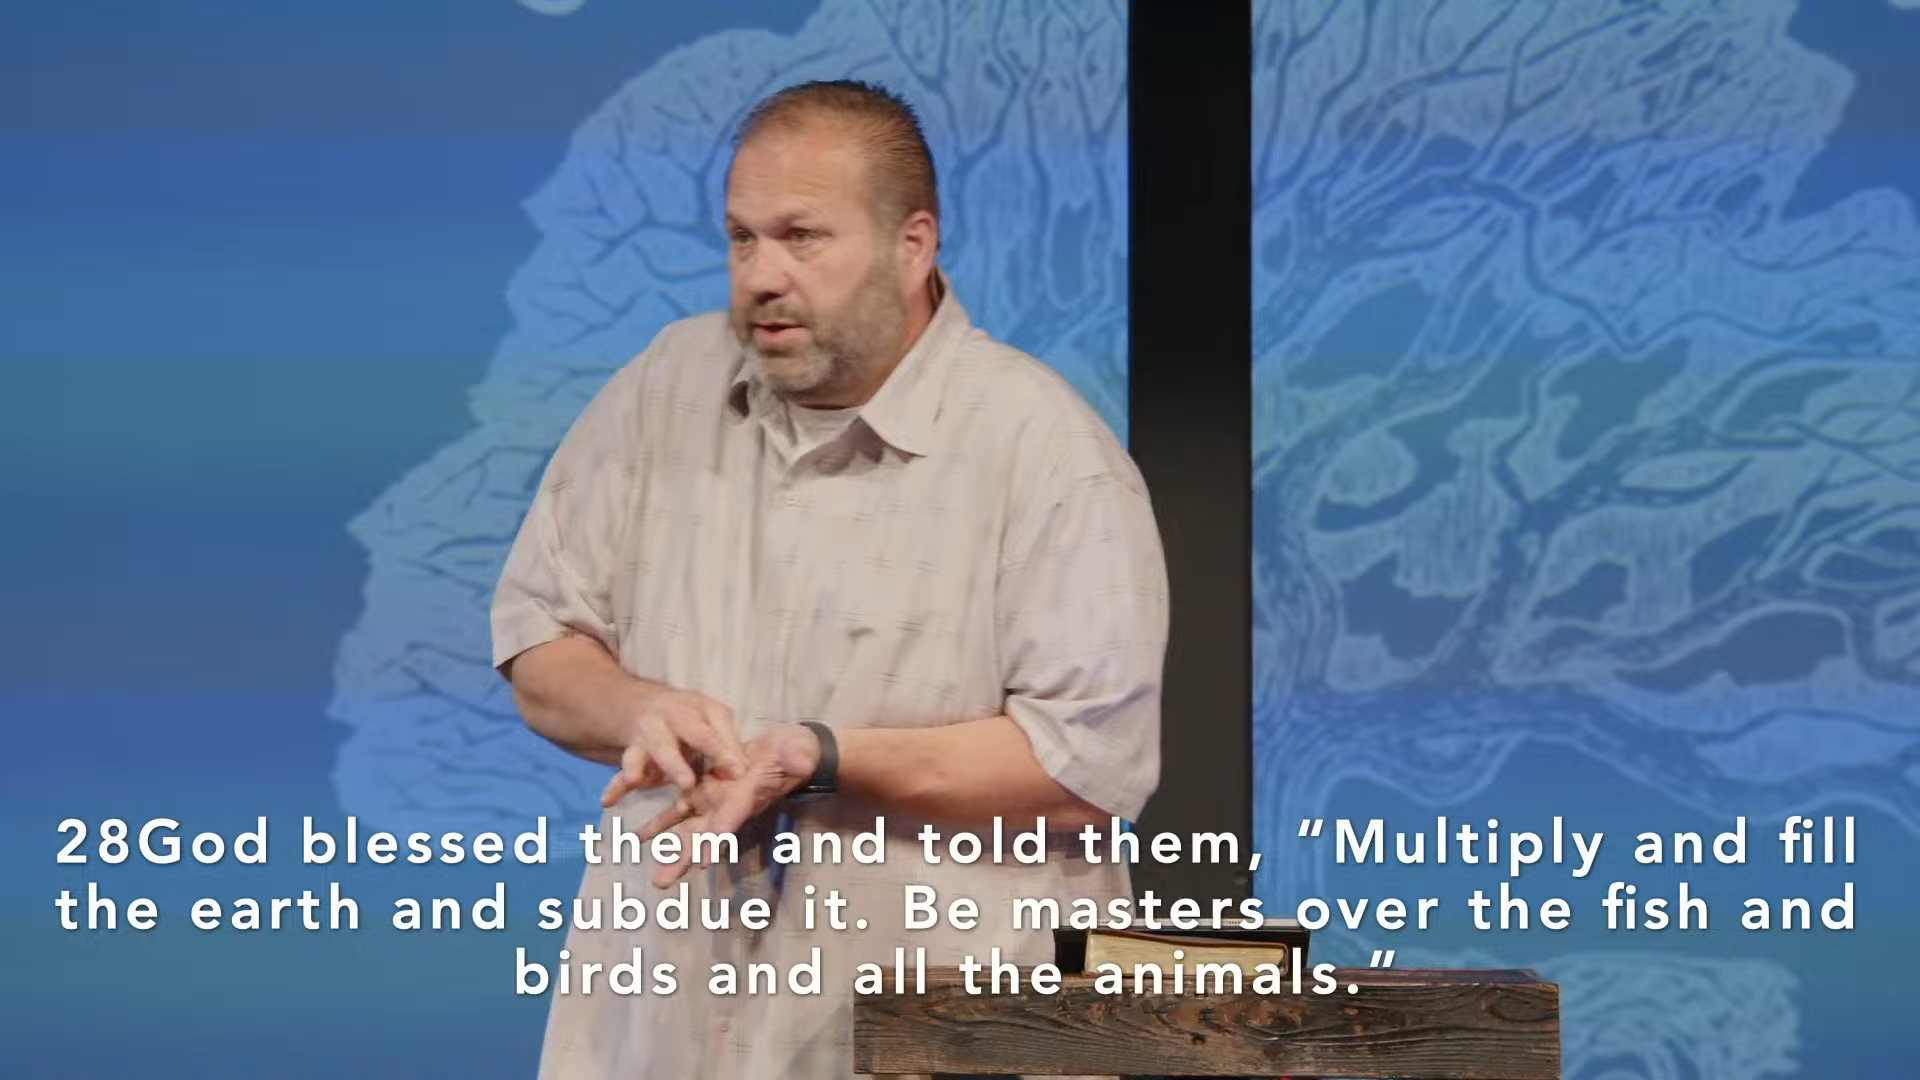 28God blessed them and told them, “Multiply and fill
the earth and subdue it. Be masters over the fish and
birds and all the animals.”